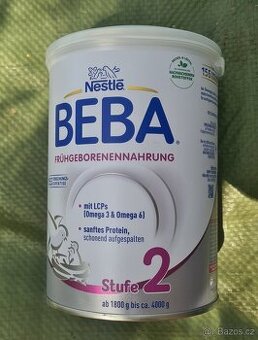 Nestlé
BEBA
FRÜHGEBORENENNAHRUNG
• mit LCPs
(Omega 3 & Omega 6)
• sanftes Protein,
schonend aufgespalten
Stufe 2
ab 1800 g bis ca. 4000 g
Bazos.cz